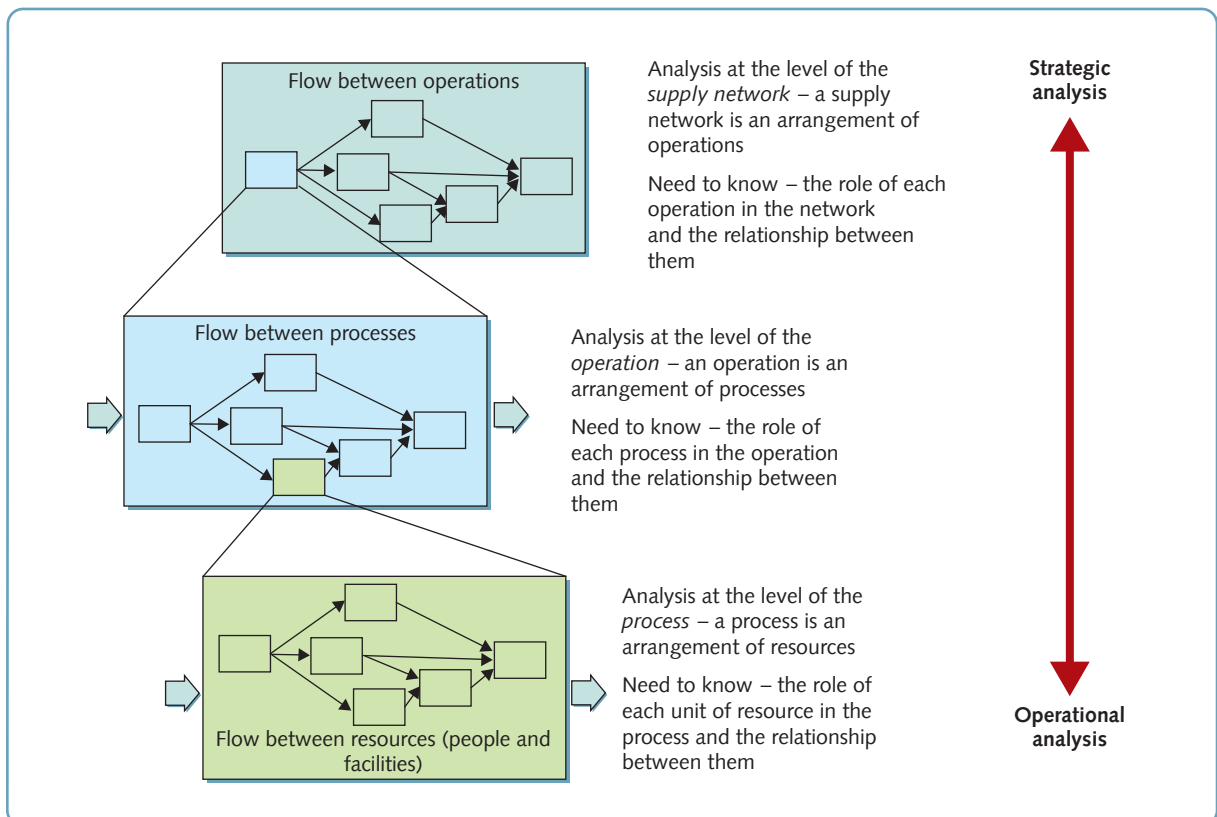 Flow between operations
Analysis at the level of the
supply network – a supply
network is an arrangement of
operations
Need to know – the role of each
operation in the network
and the relationship between
them
Strategic
analysis
Flow between processes
Analysis at the level of the
operation – an operation is an
arrangement of processes
Need to know – the role of
each process in the operation
and the relationship between
them
Flow between resources (people and
facilities)
Analysis at the level of the
process – a process is an
arrangement of resources
Need to know – the role of
each unit of resource in the
process and the relationship
between them
Operational
analysis